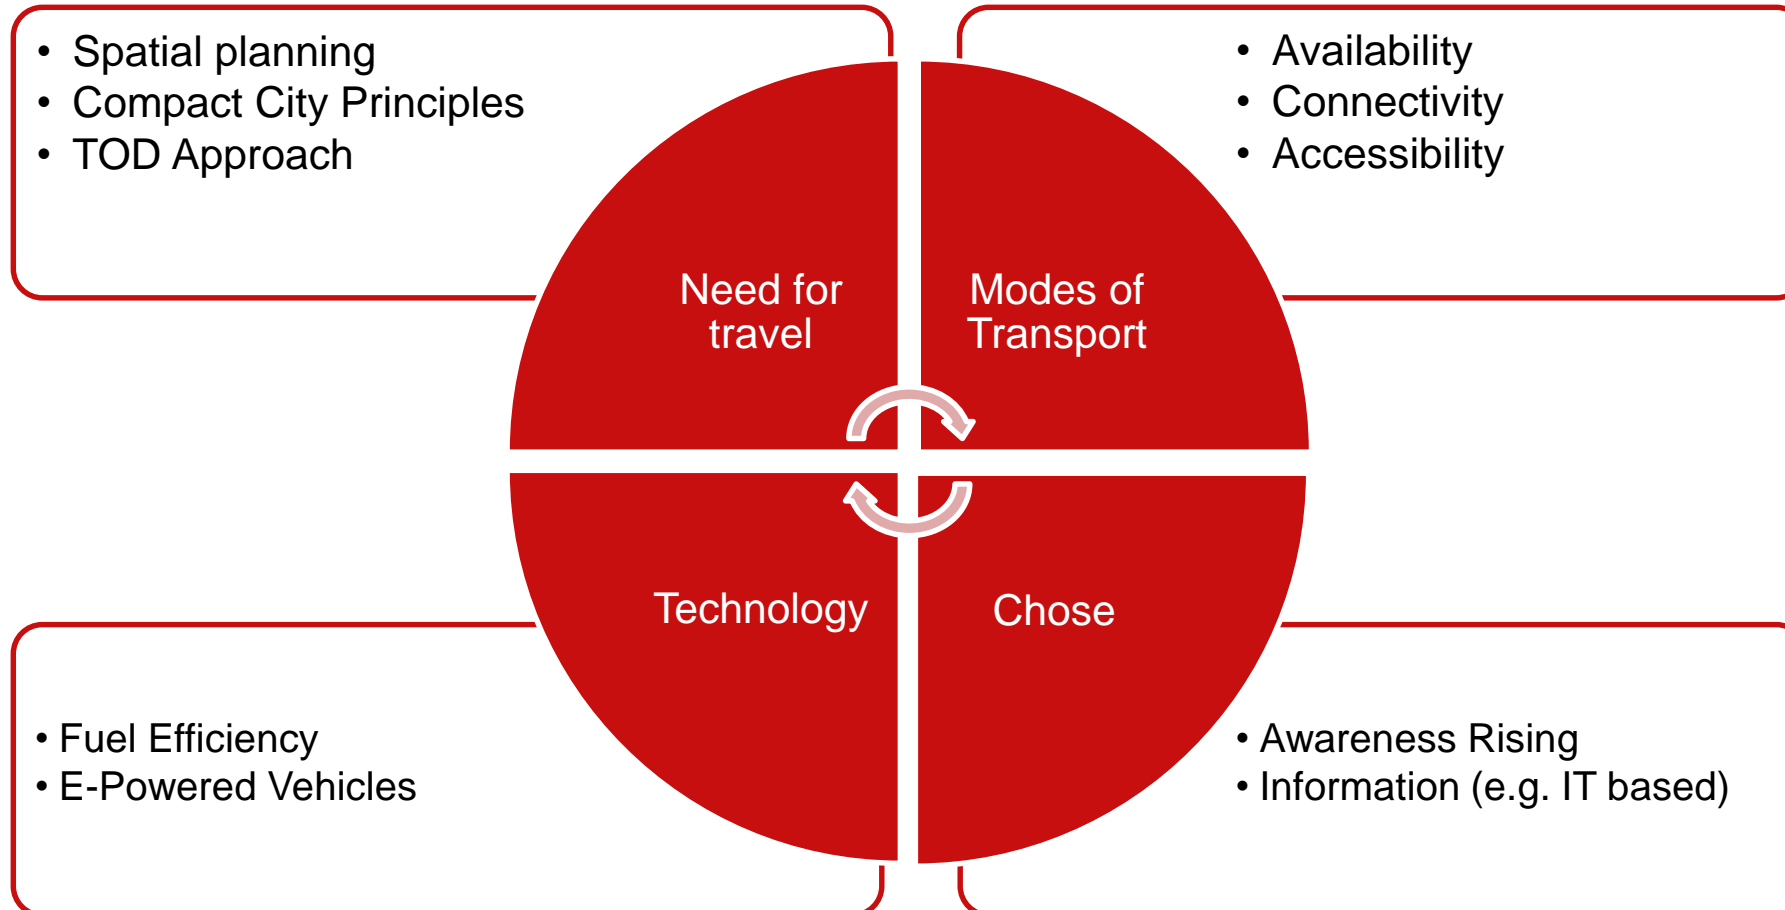 • Spatial planning
• Compact City Principles
• TOD Approach
• Availability
• Connectivity
• Accessibility
Need for
travel
Modes of
Transport
Technology
Chose
• Fuel Efficiency
• E-Powered Vehicles
• Awareness Rising
• Information (e.g. IT based)